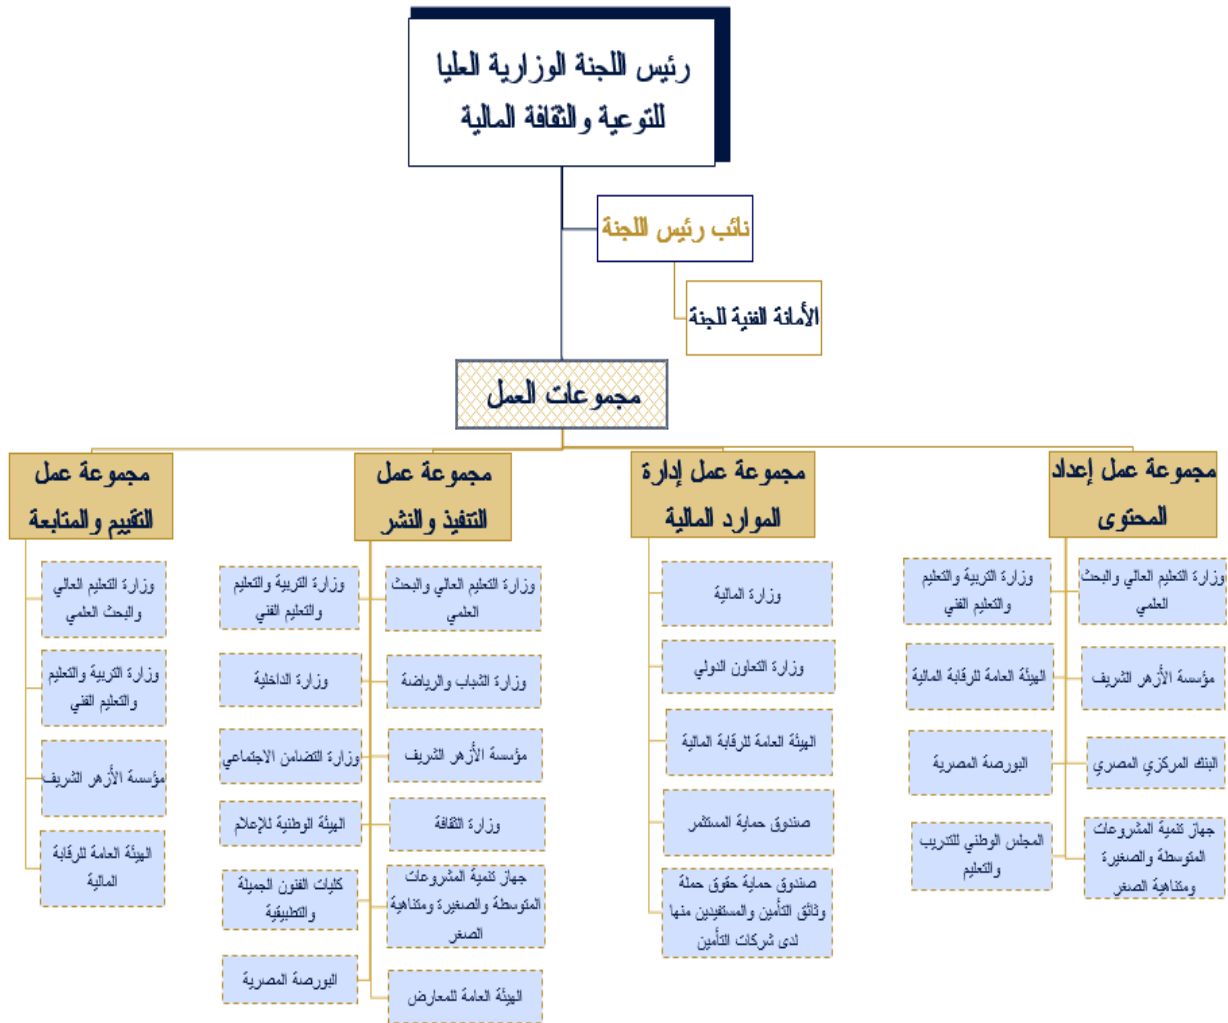 رئيس اللجنة الوزارية العليا
للتوعية والثقافة المالية
نائب رئيس اللجنة
الأمانة الفنية للجنة
مجموعات العمل
مجموعة عمل إعداد
المحتوى
وزارة التعليم العالي والبحث
العلمي
وزارة التربية والتعليم
والتعليم الفني
مؤسسة الأزهر الشريف
الهيئة العامة للرقابة المالية
البنك المركزي المصري
البورصة المصرية
جهاز تنمية المشروعات
المتوسطة والصغيرة
ومتناهية الصغر
المجلس الوطني للتدريب
والتعليم
مجموعة عمل إدارة
الموارد المالية
وزارة المالية
وزارة التعاون الدولي
الهيئة العامة للرقابة المالية
صندوق حماية المستثمر
صندوق حماية حقوق حملة
وثائق التأمين والمستفيدين منها
لدى شركات التأمين
مجموعة عمل
التنفيذ والنشر
وزارة التعليم العالي والبحث
العلمي
وزارة التربية والتعليم
والتعليم الفني
وزارة الشباب والرياضة
وزارة الداخلية
مؤسسة الأزهر الشريف
وزارة التضامن الاجتماعي
وزارة الثقافة
الهيئة الوطنية للإعلام
جهاز تنمية المشروعات
المتوسطة والصغيرة ومتناهية
الصغر
كليات الفنون الجميلة
والتطبيقية
الهيئة العامة للمعارض
البورصة المصرية
مجموعة عمل
التقييم والمتابعة
وزارة التعليم العالي
والبحث العلمي
وزارة التربية والتعليم
والتعليم الفني
مؤسسة الأزهر الشريف
الهيئة العامة للرقابة
المالية